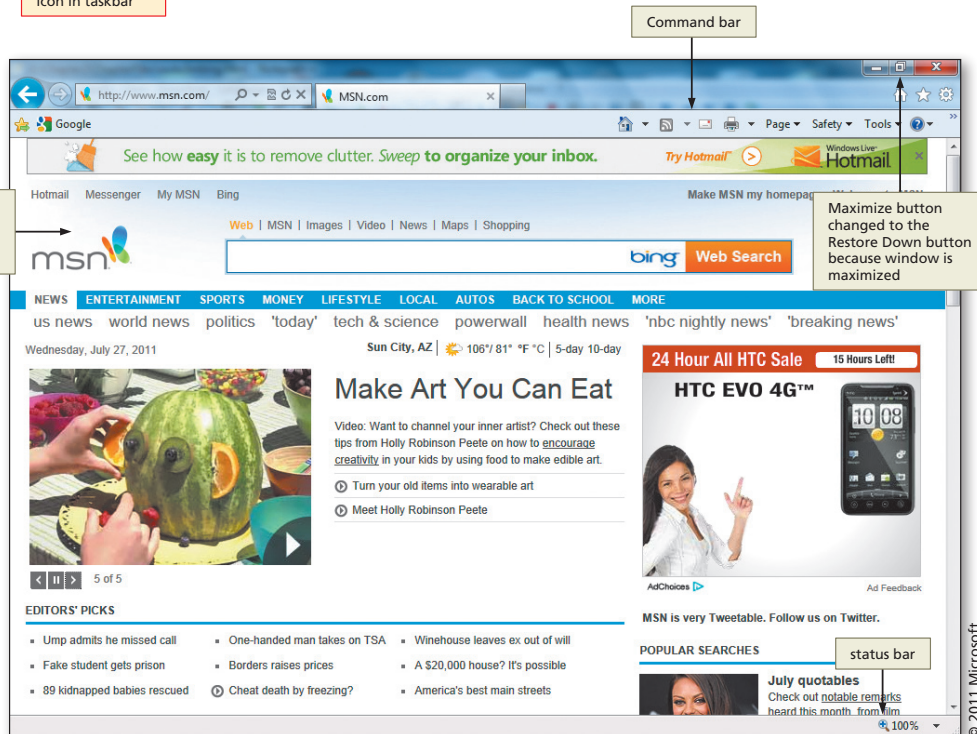 icon in taskbar
Command bar
http://www.msn.com/
MSN.com
Google
Page
Safety
Tools
See how easy it is to remove clutter. Sweep to organize your inbox.
Try Hotmail
Windows Live
Hotmail
Hotmail Messenger My MSN Bing
Make MSN my homepag
Maximize button
changed to the
Restore Down button
because window is
maximized
Web | MSN | Images | Video | News | Maps | Shopping
msn
bing Web Search
NEWS ENTERTAINMENT SPORTS MONEY LIFESTYLE LOCAL AUTOS BACK TO SCHOOL MORE
us news world news politics 'today' tech & science powerwall health news 'nbc nightly news' 'breaking news'
Wednesday, July 27, 2011
Sun City, AZ | 106°/ 81° °F °C | 5-day 10-day
24 Hour All HTC Sale 15 Hours Left!
HTC EVO 4G™
10 08
Make Art You Can Eat
Video: Want to channel your inner artist? Check out these
tips from Holly Robinson Peete on how to encourage
creativity in your kids by using food to make edible art.
Turn your old items into wearable art
Meet Holly Robinson Peete
5 of 5
AdChoices
Ad Feedback
EDITORS' PICKS
Ump admits he missed call
Fake student gets prison
89 kidnapped babies rescued
One-handed man takes on TSA
Borders raises prices
Cheat death by freezing?
Winehouse leaves ex out of will
A $20,000 house? It's possible
America's best main streets
MSN is very Tweetable. Follow us on Twitter.
POPULAR SEARCHES
status bar
July quotables
Check out notable remarks
heard this month, from film
100%
© 2011 Microsoft